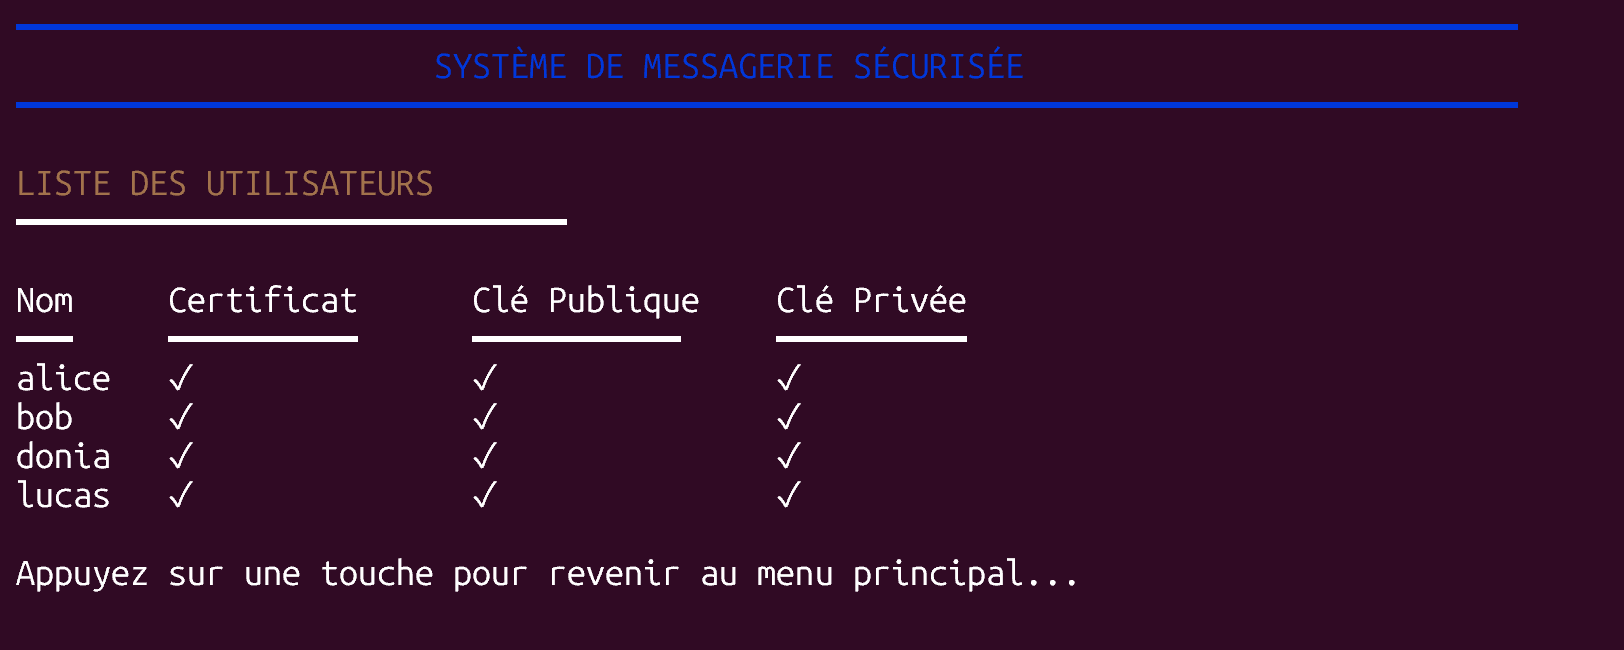 SYSTÈME DE MESSAGERIE SÉCURISÉE
LISTE DES UTILISATEURS
Nom Certificat Clé Publique Clé Privée
alice ✓ ✓ ✓
bob ✓ ✓ ✓
donia ✓ ✓ ✓
lucas ✓ ✓ ✓
Appuyez sur une touche pour revenir au menu principal...